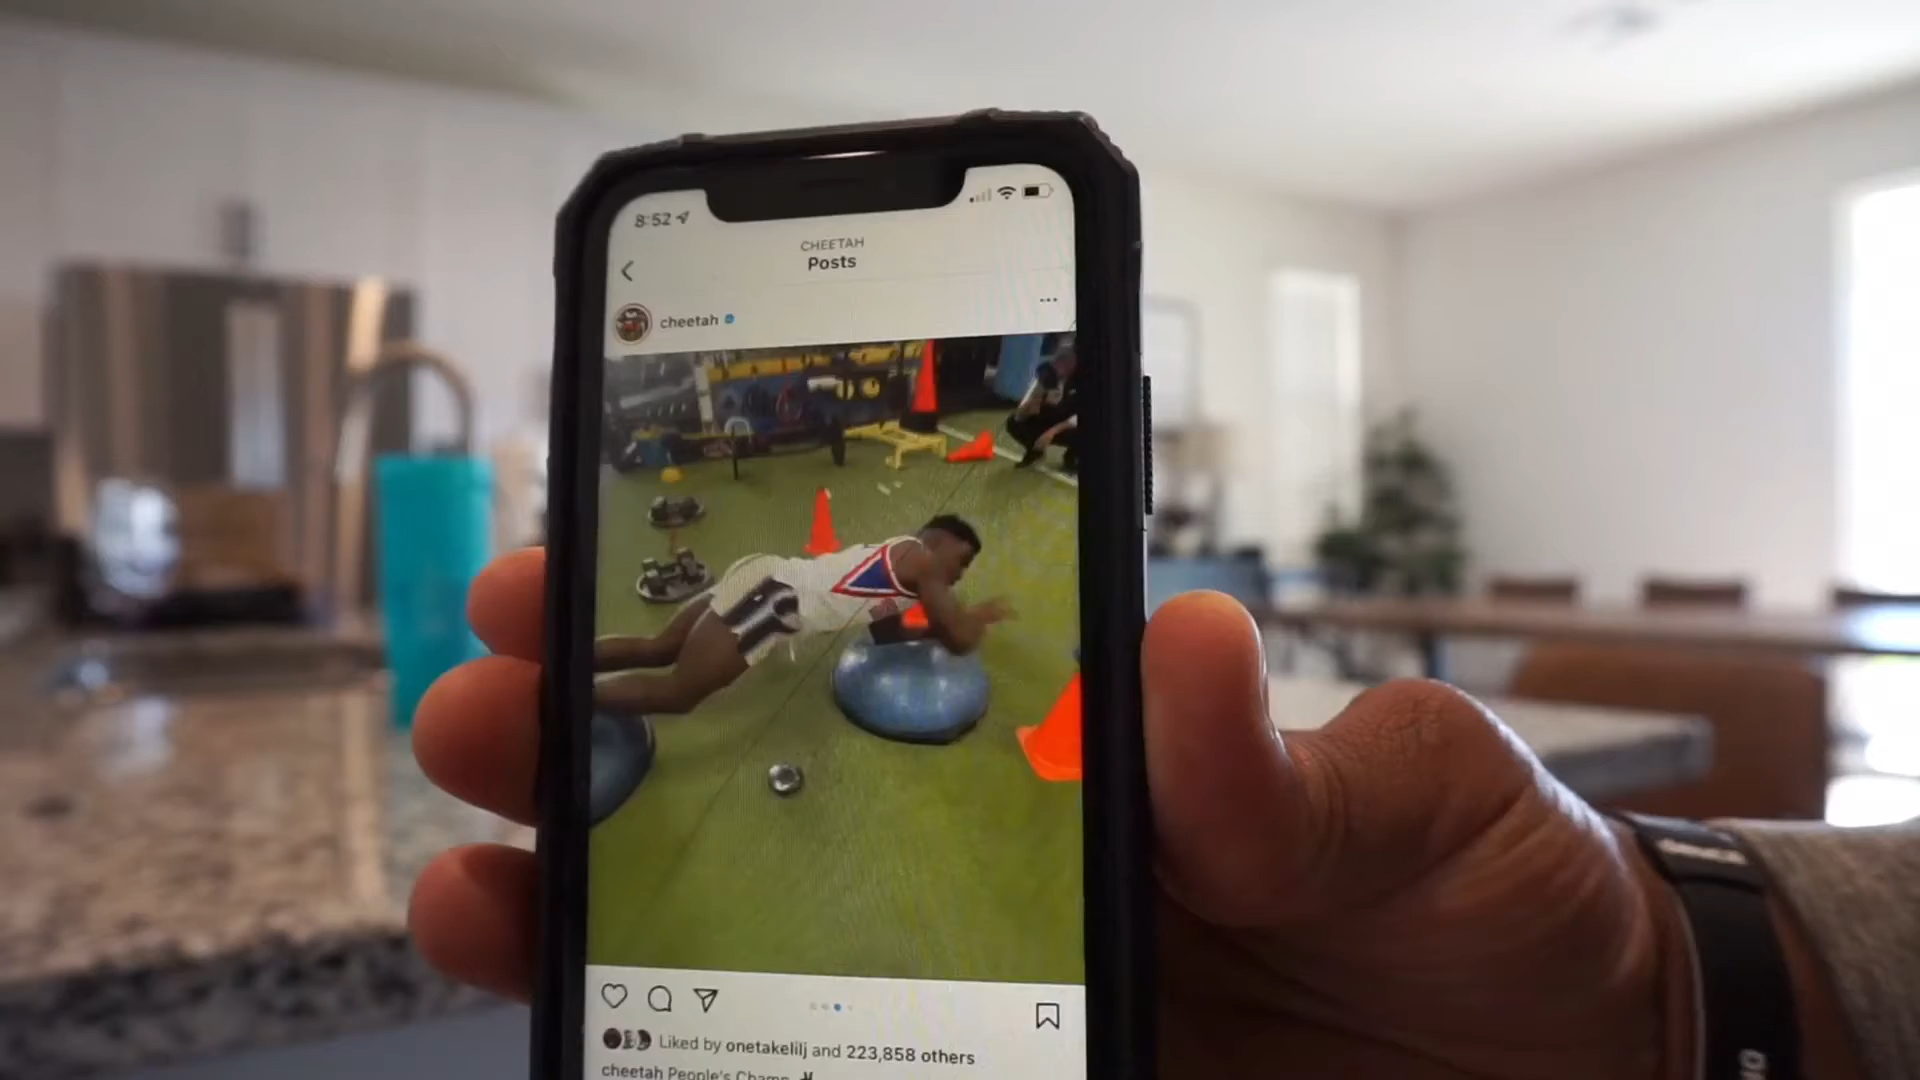 8:52
CHEETAH
Posts
cheetah
Liked by onetakelilj and 223,858 others
cheetah People's Champ